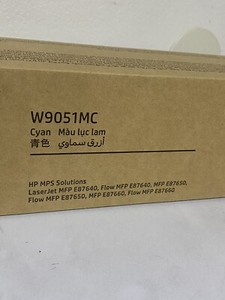 W9051MC
Cyan Màu lục lam
青色 أزرق سماوي
HP MPS Solutions
LaserJet MFP E87640, Flow MFP E87640, MFP E87650,
Flow MFP E87650, MFP E87660, Flow MFP E87660